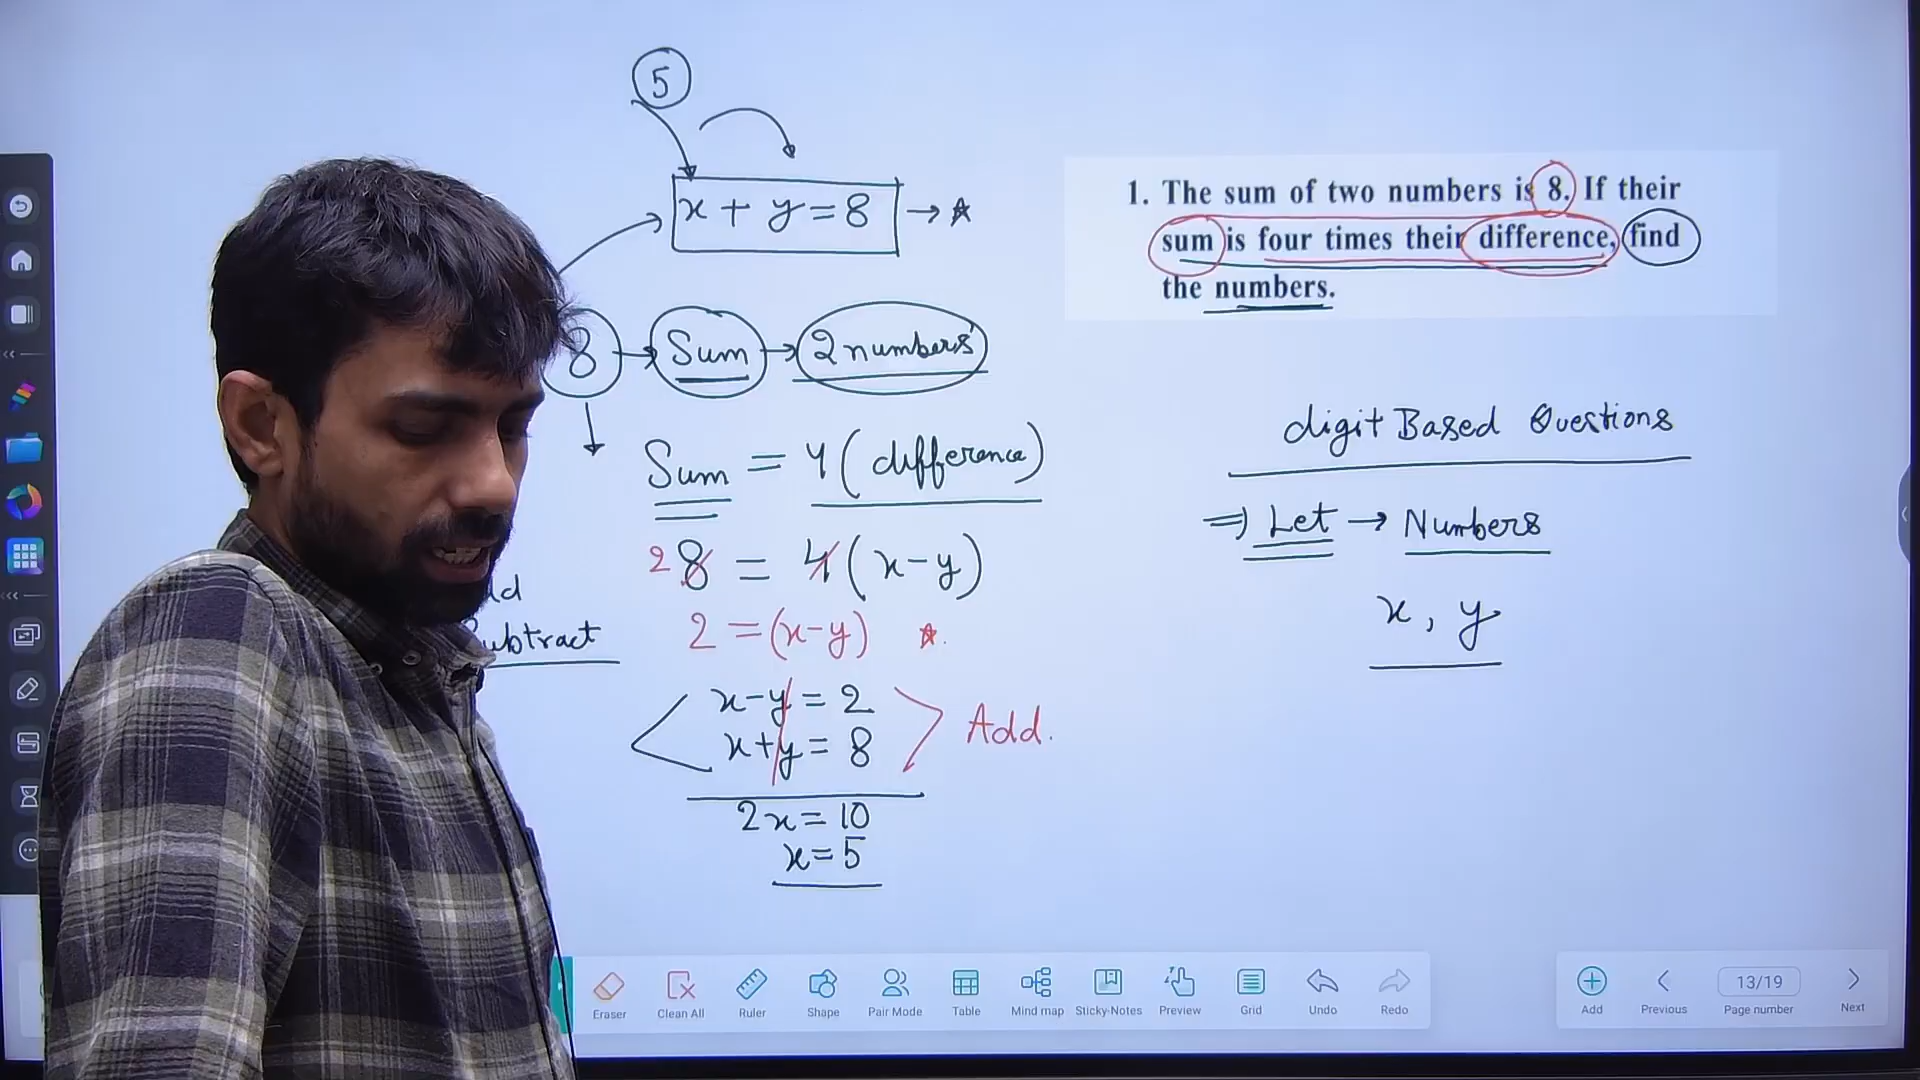 5
x + y = 8 → ☆
1. The sum of two numbers is 8. If their
sum is four times their difference, find
the numbers.
8 → Sum → 2 numbers
digit Based Questions
Sum = 4 (difference)
⇒ Let → Numbers
2 8 = 4 (x-y)
x, y
2 = (x-y) ☆
ubtract
x-y = 2
x+y = 8
Add.
2x = 10
x = 5
Eraser
Clean All
Ruler
Shape
Pair Mode
Table
Mind map
Sticky-Notes
Preview
Grid
Undo
Redo
Add
Previous
13/19
Page number
Next